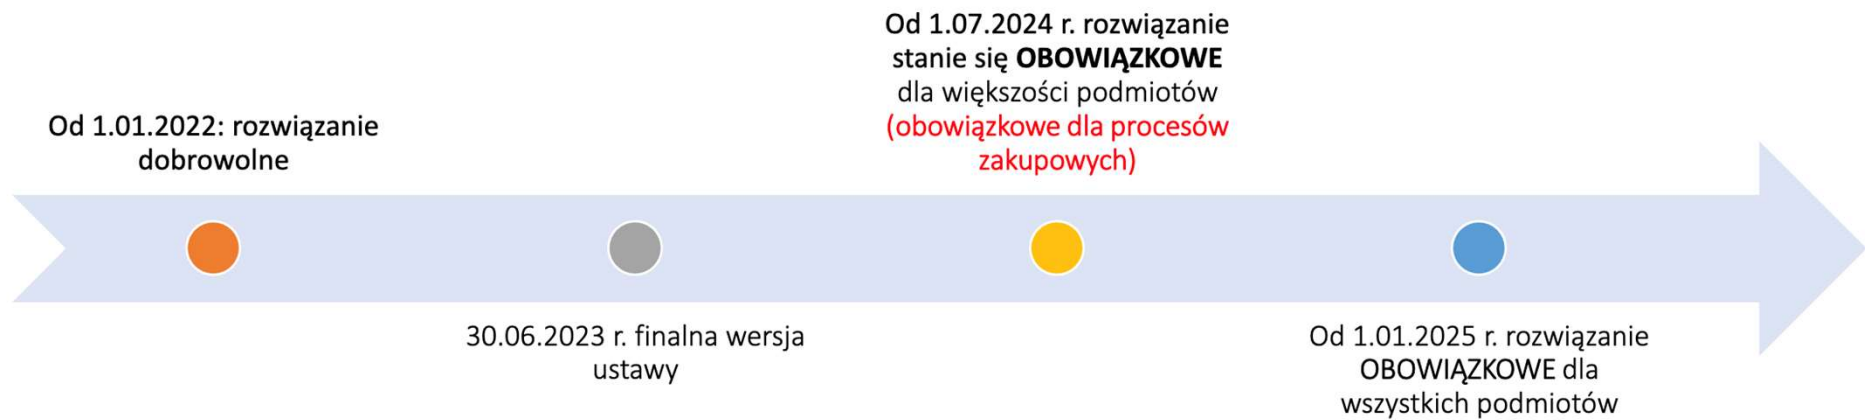 Od 1.01.2022: rozwiązanie
dobrowolne
30.06.2023 r. finalna wersja
ustawy
Od 1.07.2024 r. rozwiązanie
stanie się OBOWIĄZKOWE
dla większości podmiotów
(obowiązkowe dla procesów
zakupowych)
Od 1.01.2025 r. rozwiązanie
OBOWIĄZKOWE dla
wszystkich podmiotów